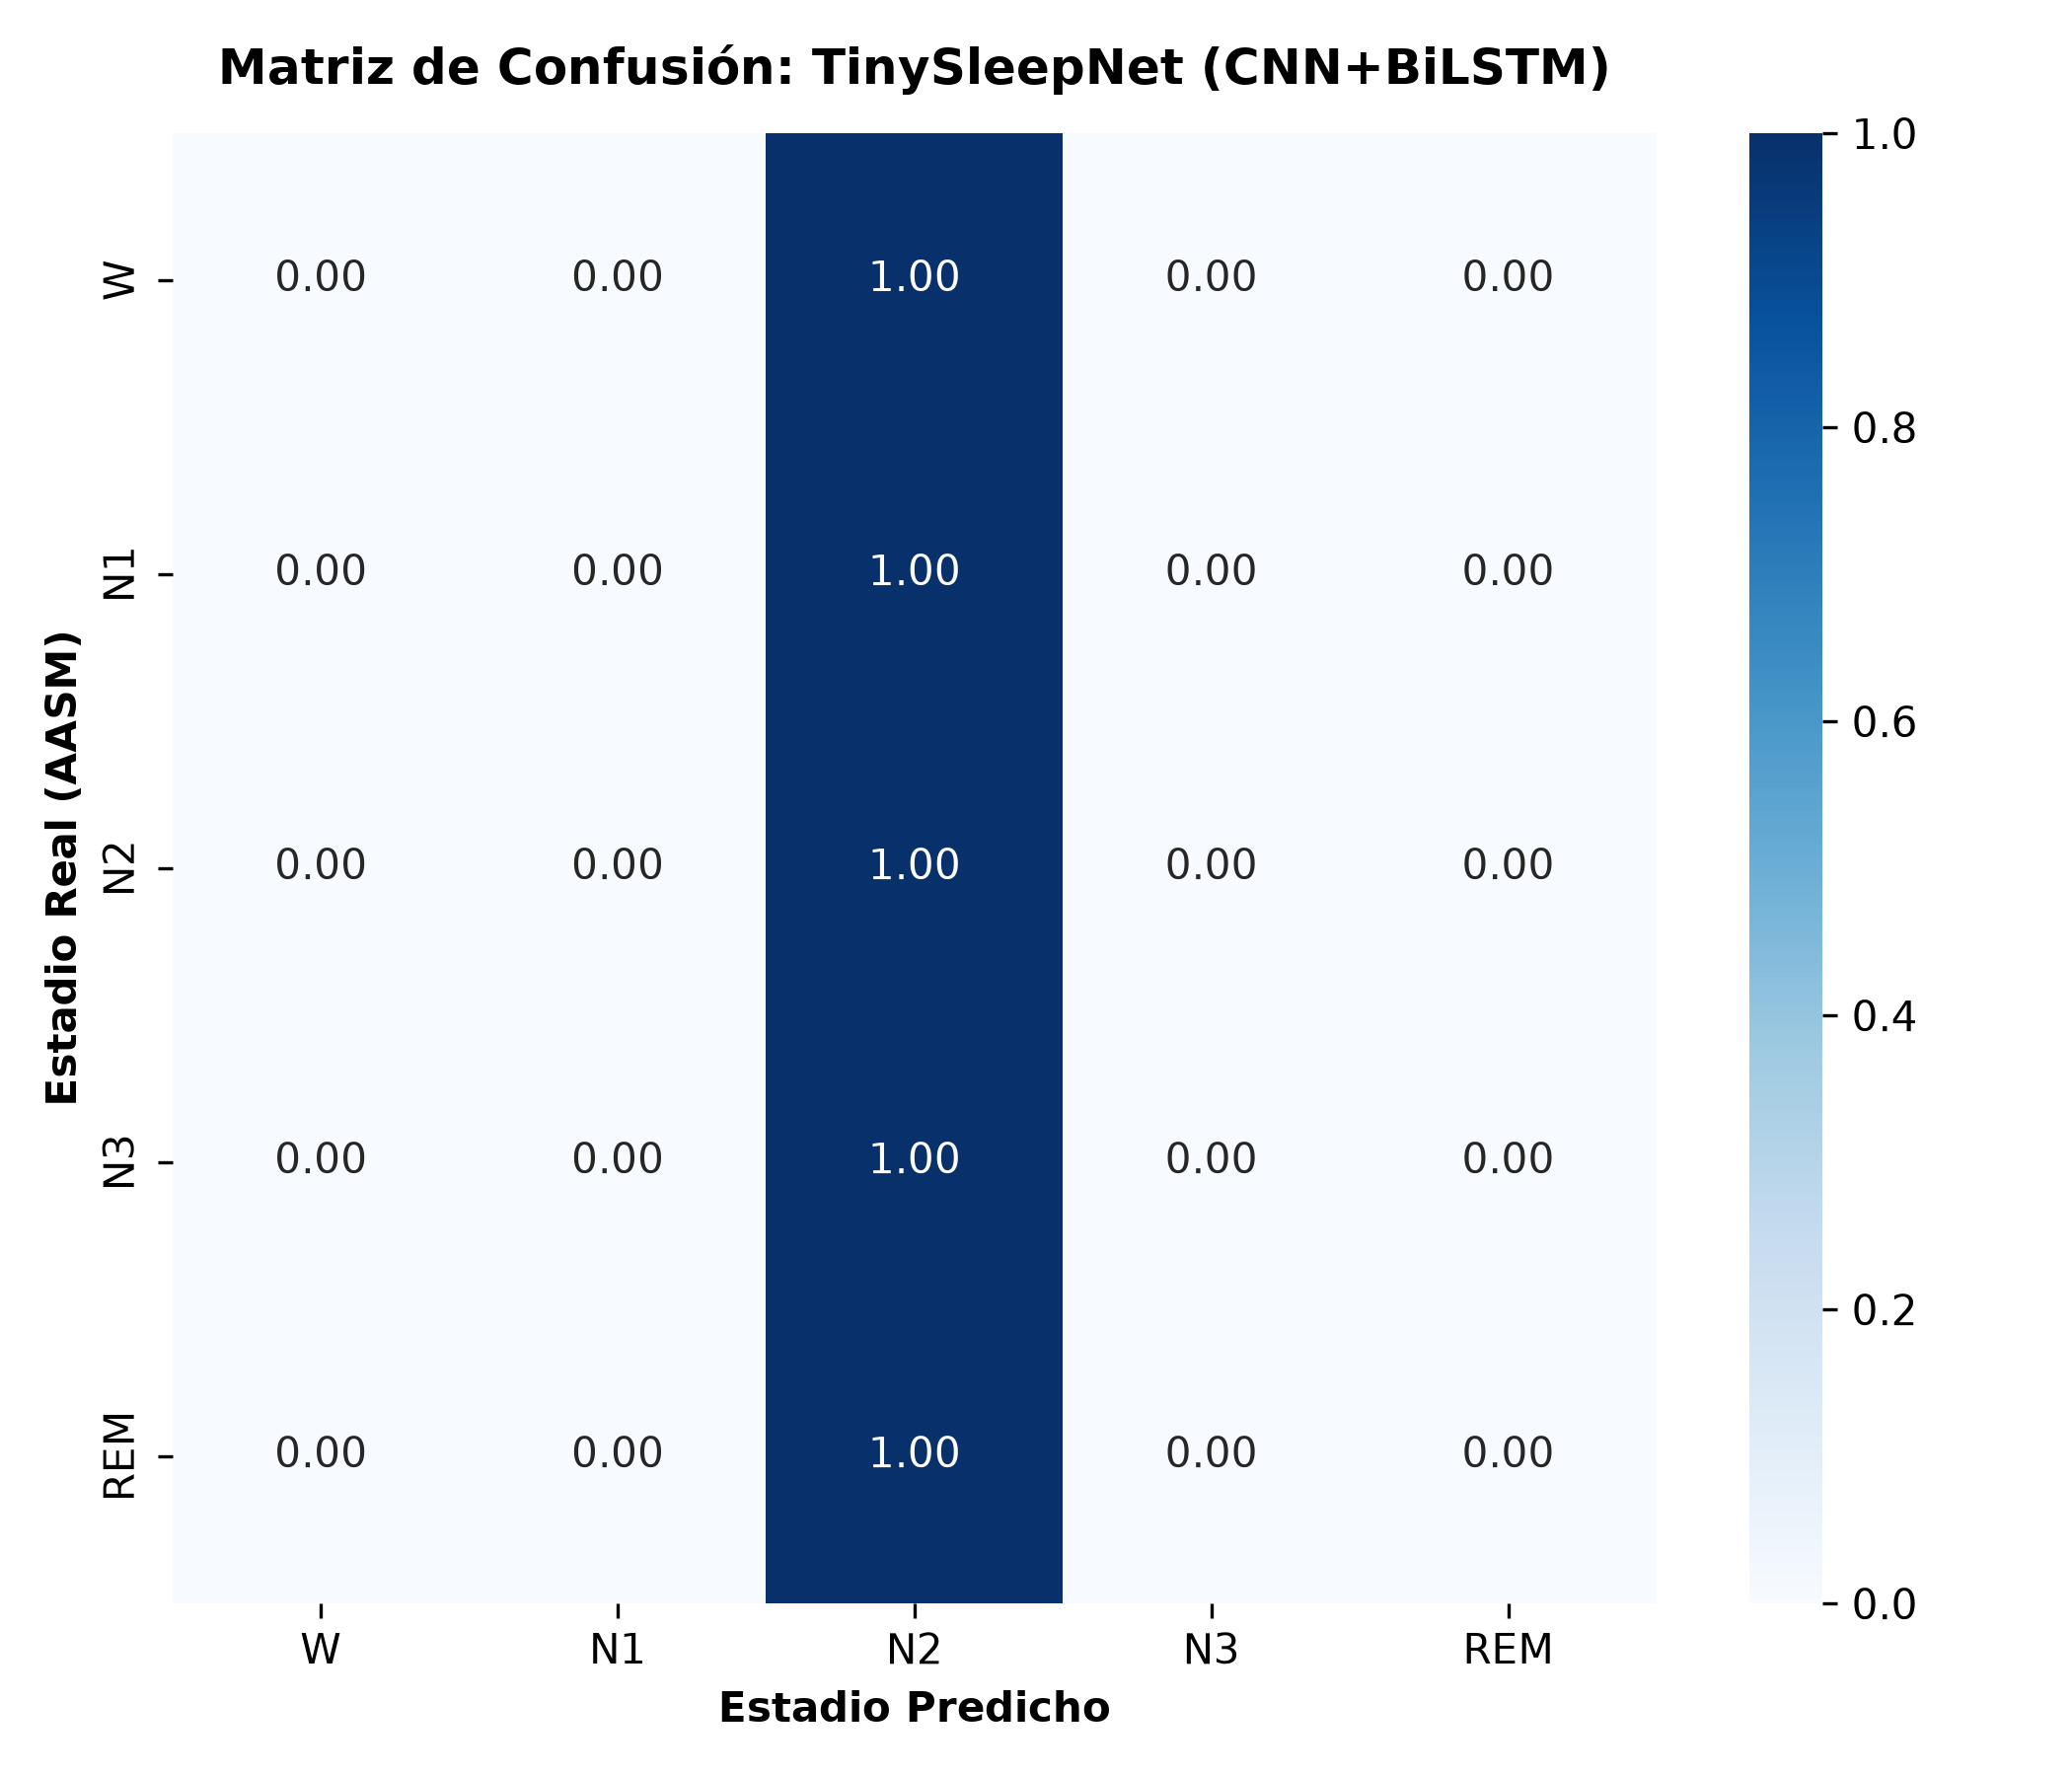 Matriz de Confusión: TinySleepNet (CNN+BiLSTM)
Estadio Real (AASM)
W 0.00 0.00 1.00 0.00 0.00
N1 0.00 0.00 1.00 0.00 0.00
N2 0.00 0.00 1.00 0.00 0.00
N3 0.00 0.00 1.00 0.00 0.00
REM 0.00 0.00 1.00 0.00 0.00
W N1 N2 N3 REM
Estadio Predicho
1.0
0.8
0.6
0.4
0.2
0.0